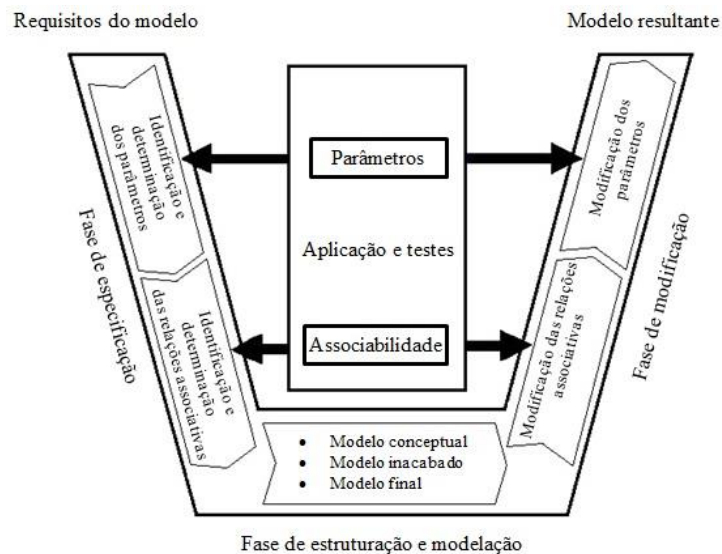 Requisitos do modelo
Modelo resultante
Identificação e
determinação
dos parâmetros
Fase de especificação
Identificação e
determinação
das relações associativas
Parâmetros
Aplicação e testes
Associabilidade
Modificação dos
parâmetros
Modificação das relações
associativas
Fase de modificação
• Modelo conceptual
• Modelo inacabado
• Modelo final
Fase de estruturação e modelação